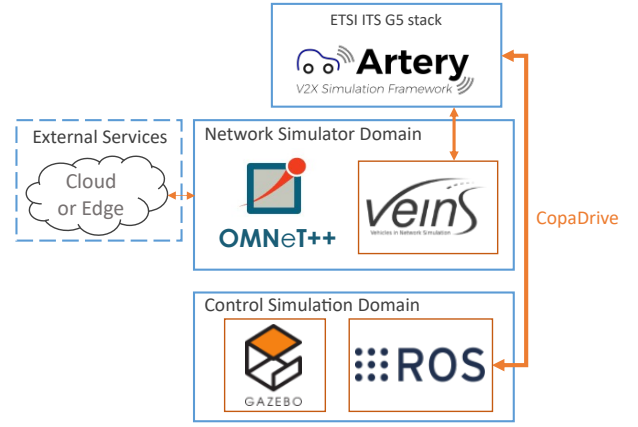 ETSI ITS G5 stack
Artery
V2X Simulation Framework
External Services
Cloud
or Edge
Network Simulator Domain
OMNeT++
veins
Vehicles in Network Simulation
CopaDrive
Control Simulation Domain
GAZEBO
ROS